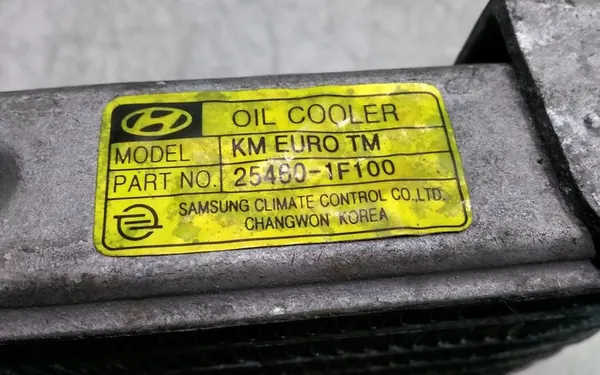 OIL COOLER
MODEL KM EURO TM
PART NO. 25460-1F100
SAMSUNG CLIMATE CONTROL CO.,LTD.
CHANGWON KOREA